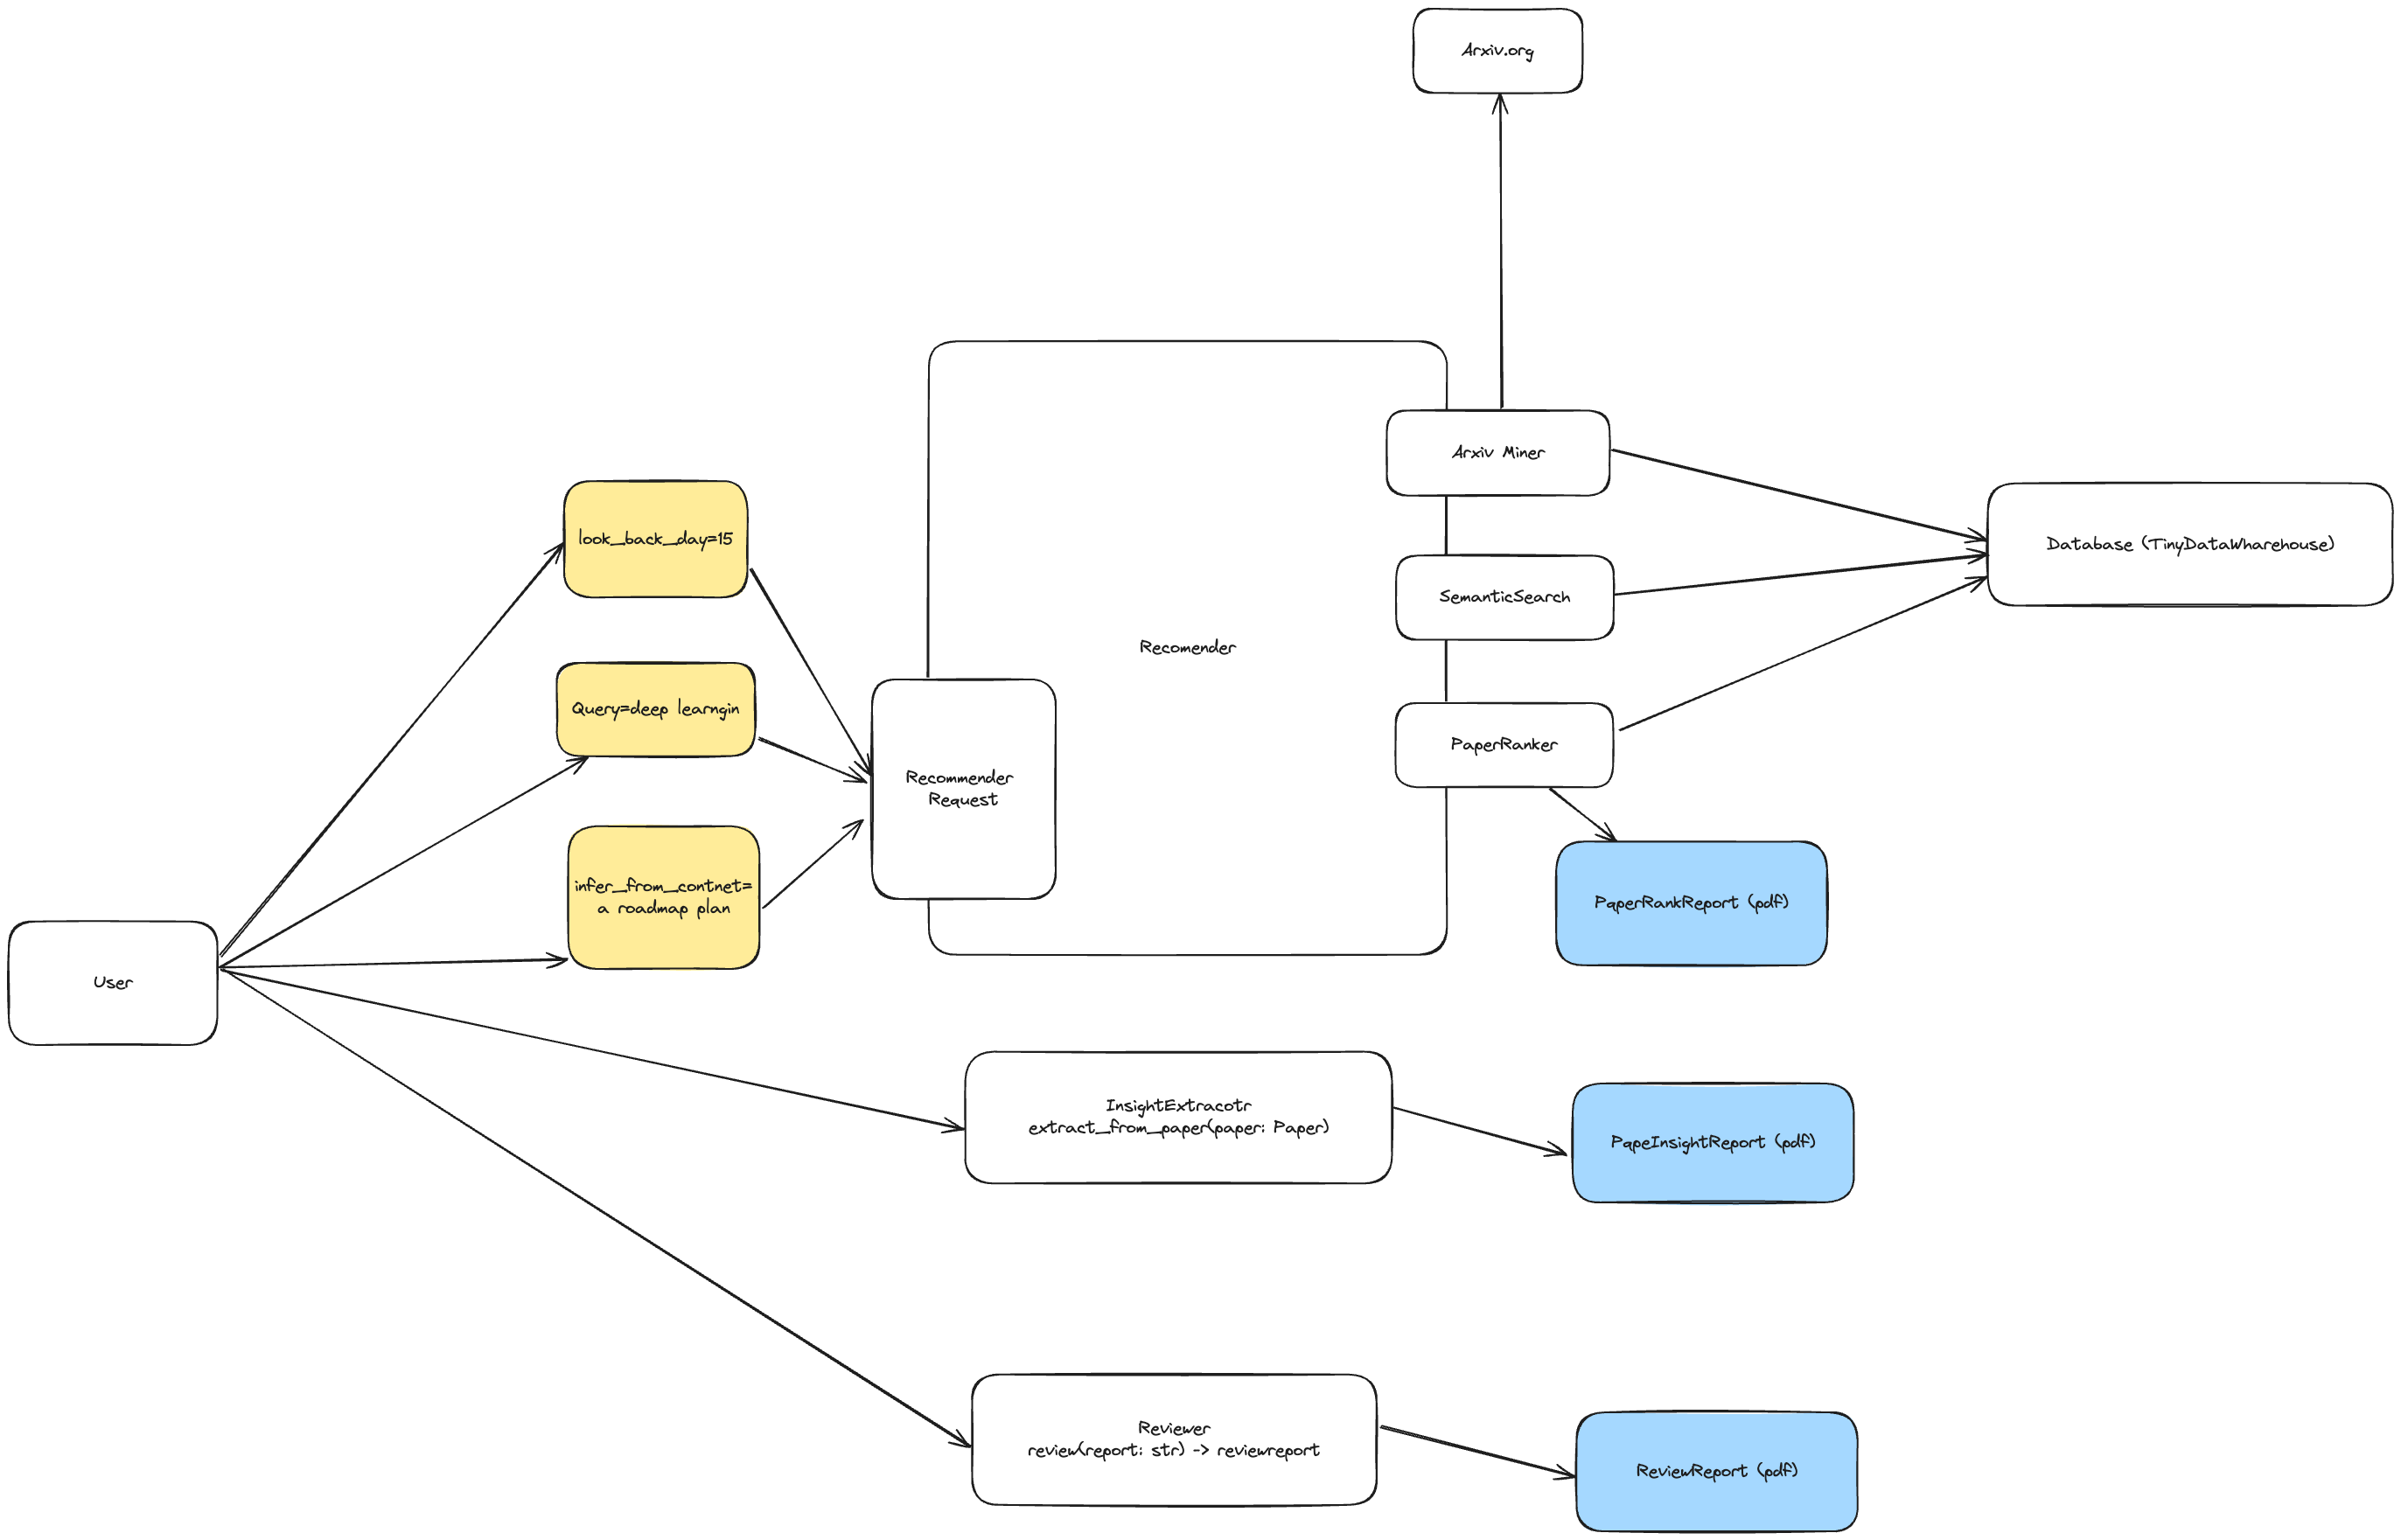 Arxiv.org
Arxiv Miner
look_back_day=15
Database (TinyDataWharehouse)
SemanticSearch
Recomender
Query=deep learngin
PaperRanker
Recommender
Request
infer_from_contnet=
a roadmap plan
PaperRankReport (pdf)
User
InsightExtracotr
extract_from_paper(paper: Paper)
PapeInsightReport (pdf)
Reviewer
review(report: str) -> reviewreport
ReviewReport (pdf)